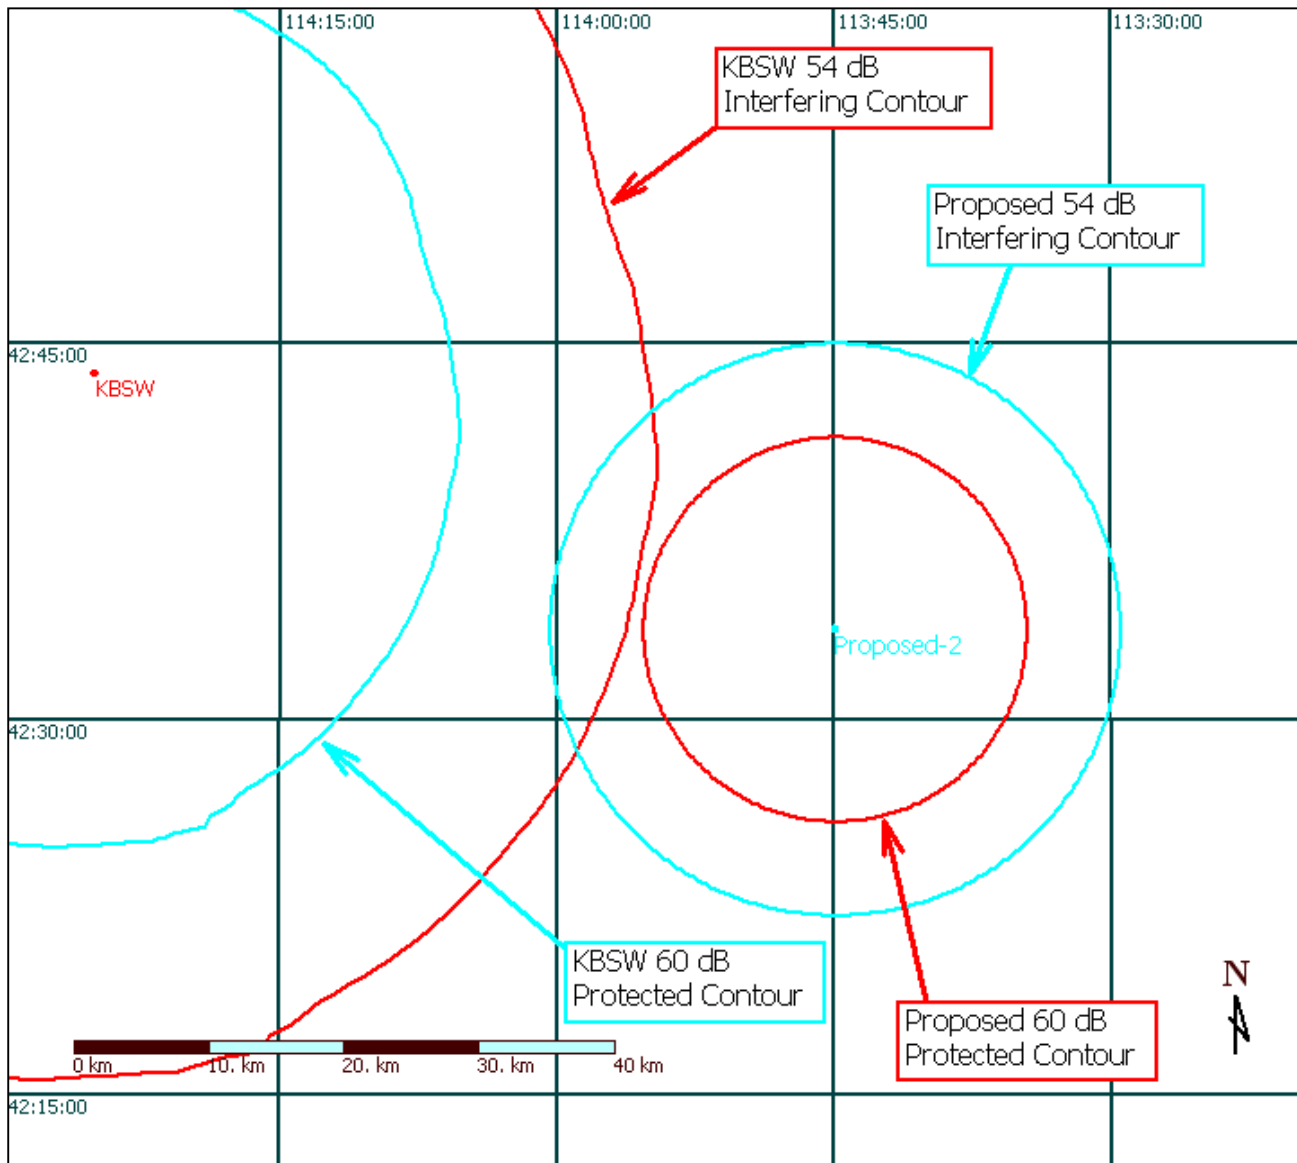 114:15:00
114:00:00
113:45:00
113:30:00
KBSW 54 dB
Interfering Contour
Proposed 54 dB
Interfering Contour
42:45:00
KBSW
Proposed-2
42:30:00
KBSW 60 dB
Protected Contour
N
Proposed 60 dB
Protected Contour
0 km
10. km
20. km
30. km
40 km
42:15:00